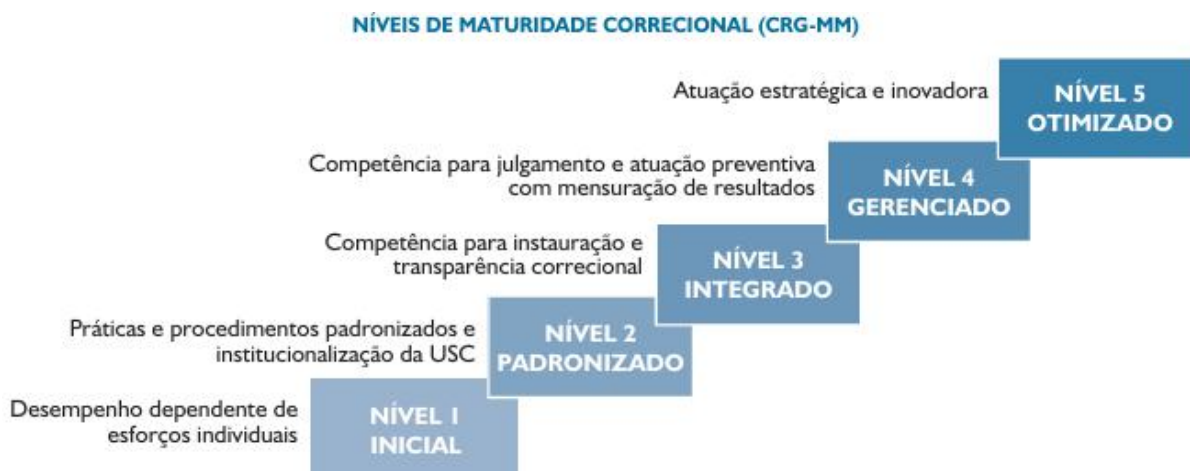 NÍVEIS DE MATURIDADE CORRECIONAL (CRG-MM)
Atuação estratégica e inovadora
NÍVEL 5
OTIMIZADO
Competência para julgamento e atuação preventiva
com mensuração de resultados
NÍVEL 4
GERENCIADO
Competência para instauração e
transparência correcional
NÍVEL 3
INTEGRADO
Práticas e procedimentos padronizados e
institucionalização da USC
NÍVEL 2
PADRONIZADO
Desempenho dependente de
esforços individuais
NÍVEL I
INICIAL